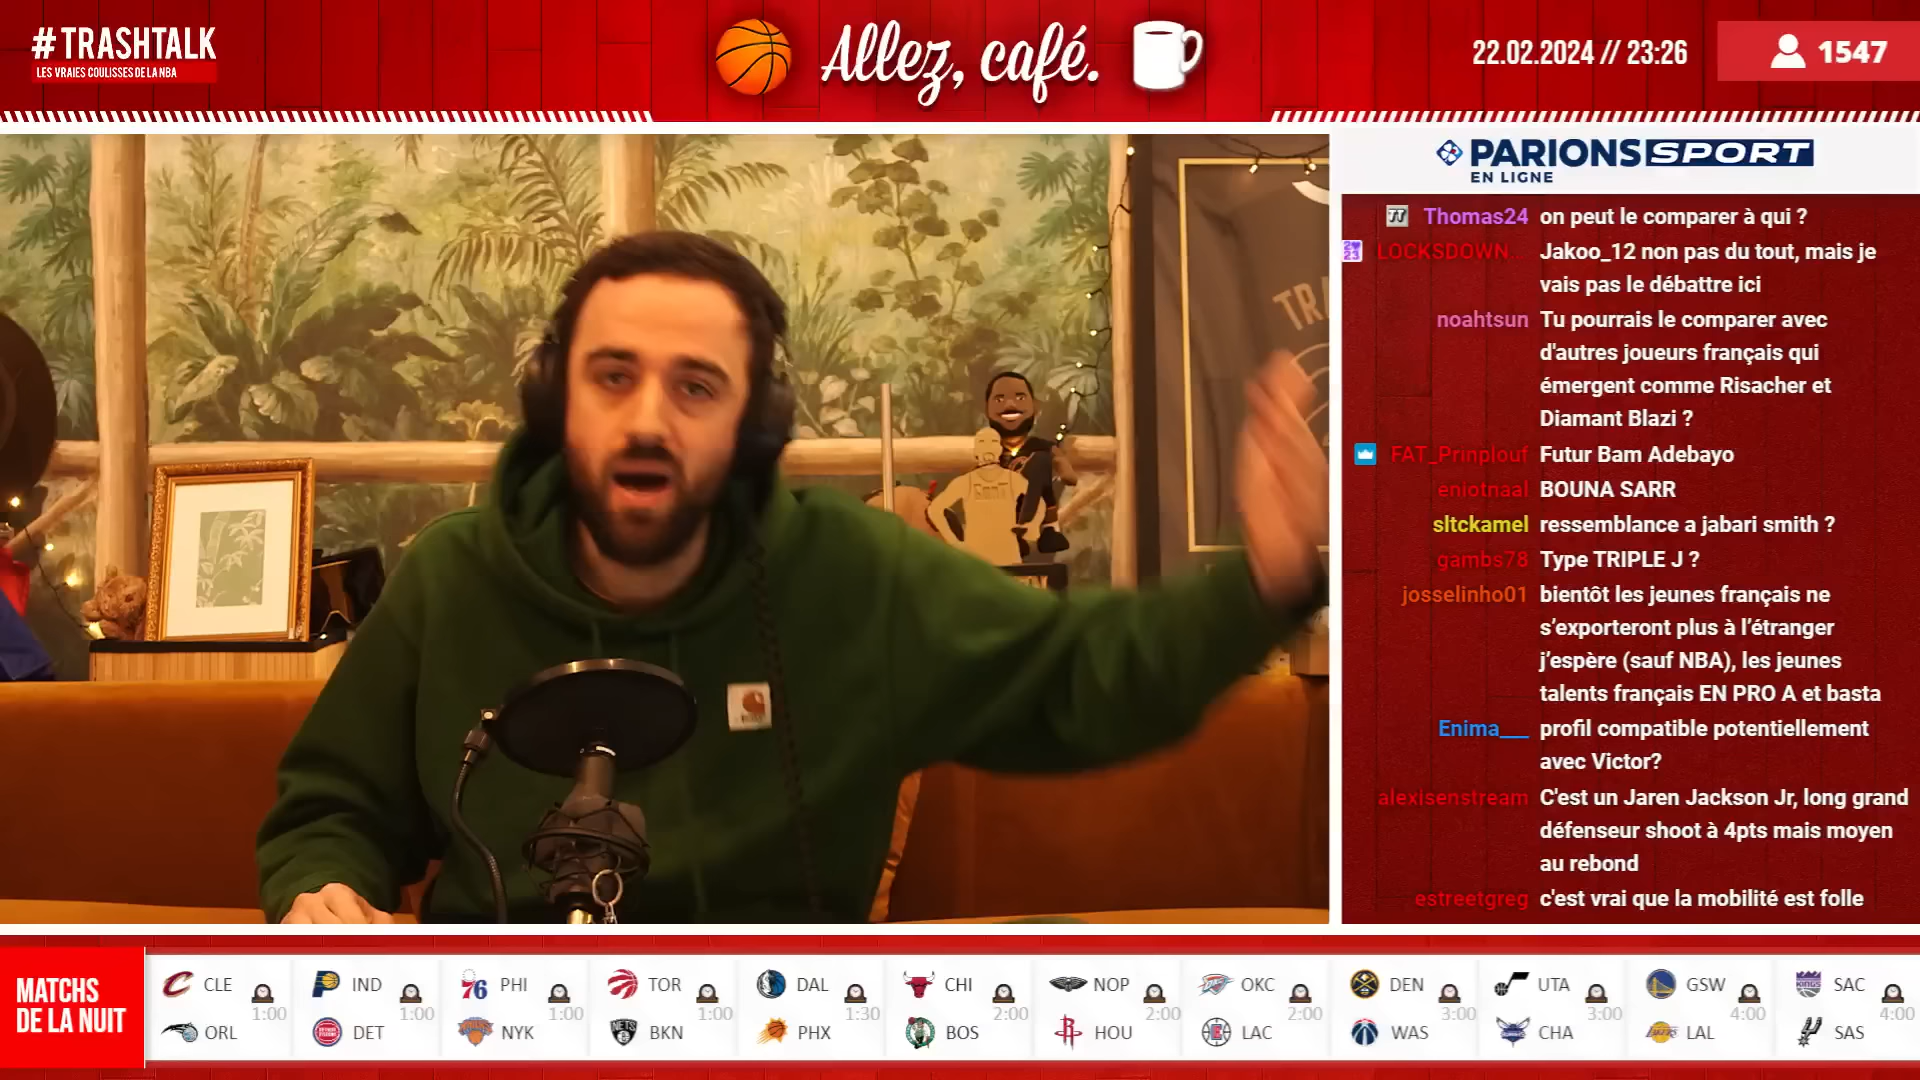 #TRASHTALK
LES VRAIES COULISSES DE LA NBA
Allez, café.
22.02.2024 // 23:26
1547
PARIONS SPORT
EN LIGNE
TT Thomas24 on peut le comparer à qui ?
LOCKSDOWN... Jakoo_12 non pas du tout, mais je
vais pas le débattre ici
noahtsun Tu pourrais le comparer avec
d'autres joueurs français qui
émergent comme Risacher et
Diamant Blazi ?
FAT_Prinplouf Futur Bam Adebayo
eniotnaal BOUNA SARR
sltckamel ressemblance a jabari smith ?
gambs78 Type TRIPLE J ?
josselinho01 bientôt les jeunes français ne
s’exporteront plus à l’étranger
j’espère (sauf NBA), les jeunes
talents français EN PRO A et basta
Enima___ profil compatible potentiellement
avec Victor?
alexisenstream C'est un Jaren Jackson Jr, long grand
défenseur shoot à 4pts mais moyen
au rebond
estreetgreg c'est vrai que la mobilité est folle
TR
MATCHS
DE LA NUIT
CLE
ORL
1:00
IND
DET
1:00
PHI
NYK
1:00
TOR
BKN
1:00
DAL
PHX
1:30
CHI
BOS
2:00
NOP
HOU
2:00
OKC
LAC
2:00
DEN
WAS
3:00
UTA
CHA
3:00
GSW
LAL
4:00
SAC
SAS
4:00